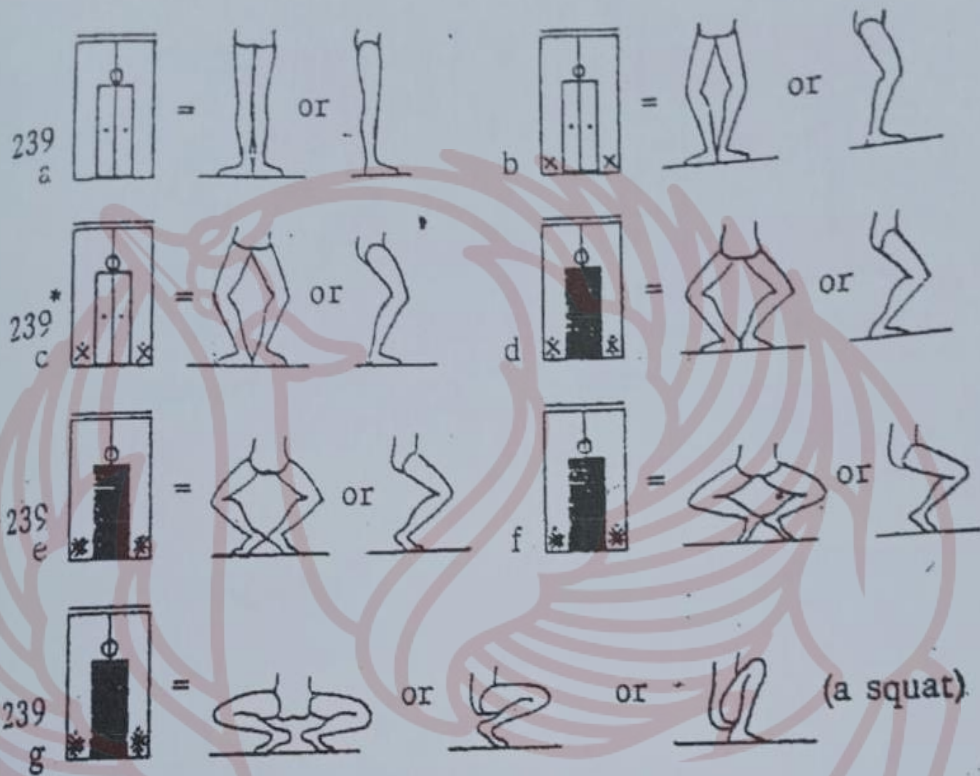 239
a = or
b = or
239*
c = or
d = or
239
e = or
f = or
239
g = or or (a squat)